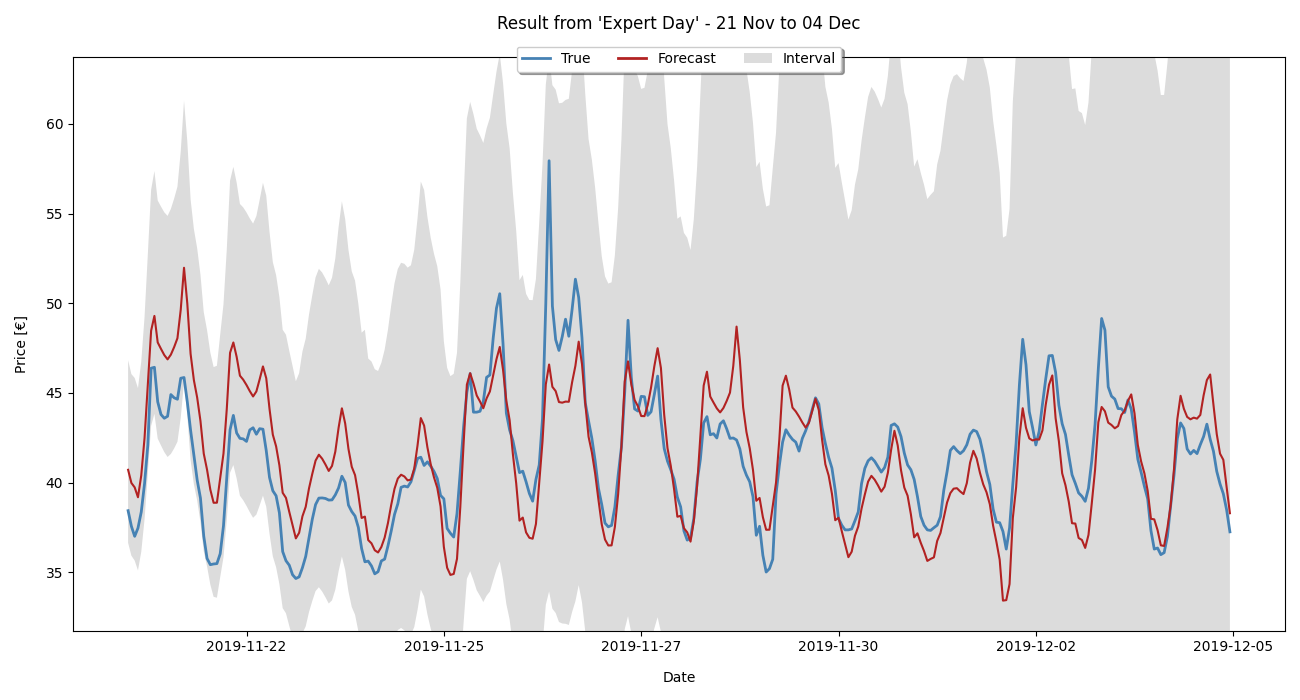 Result from 'Expert Day' - 21 Nov to 04 Dec
True Forecast Interval
60
55
50
45
40
35
Price [€]
2019-11-22 2019-11-25 2019-11-27 2019-11-30 2019-12-02 2019-12-05
Date